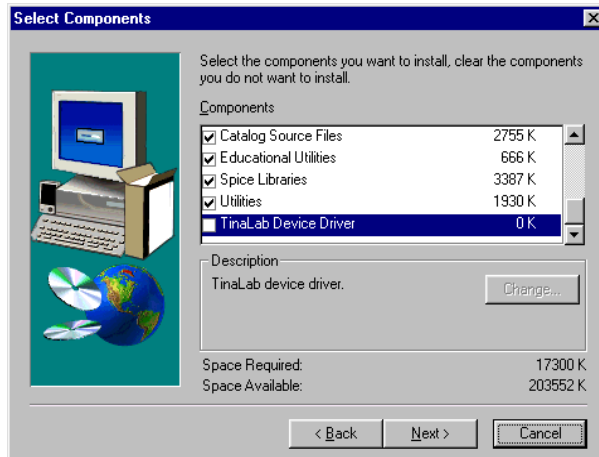 Select Components
Select the components you want to install, clear the components
you do not want to install.
Components
Catalog Source Files 2755 K
Educational Utilities 666 K
Spice Libraries 3387 K
Utilities 1930 K
TinaLab Device Driver 0 K
Description
TinaLab device driver.
Change...
Space Required: 17300 K
Space Available: 203552 K
< Back Next > Cancel